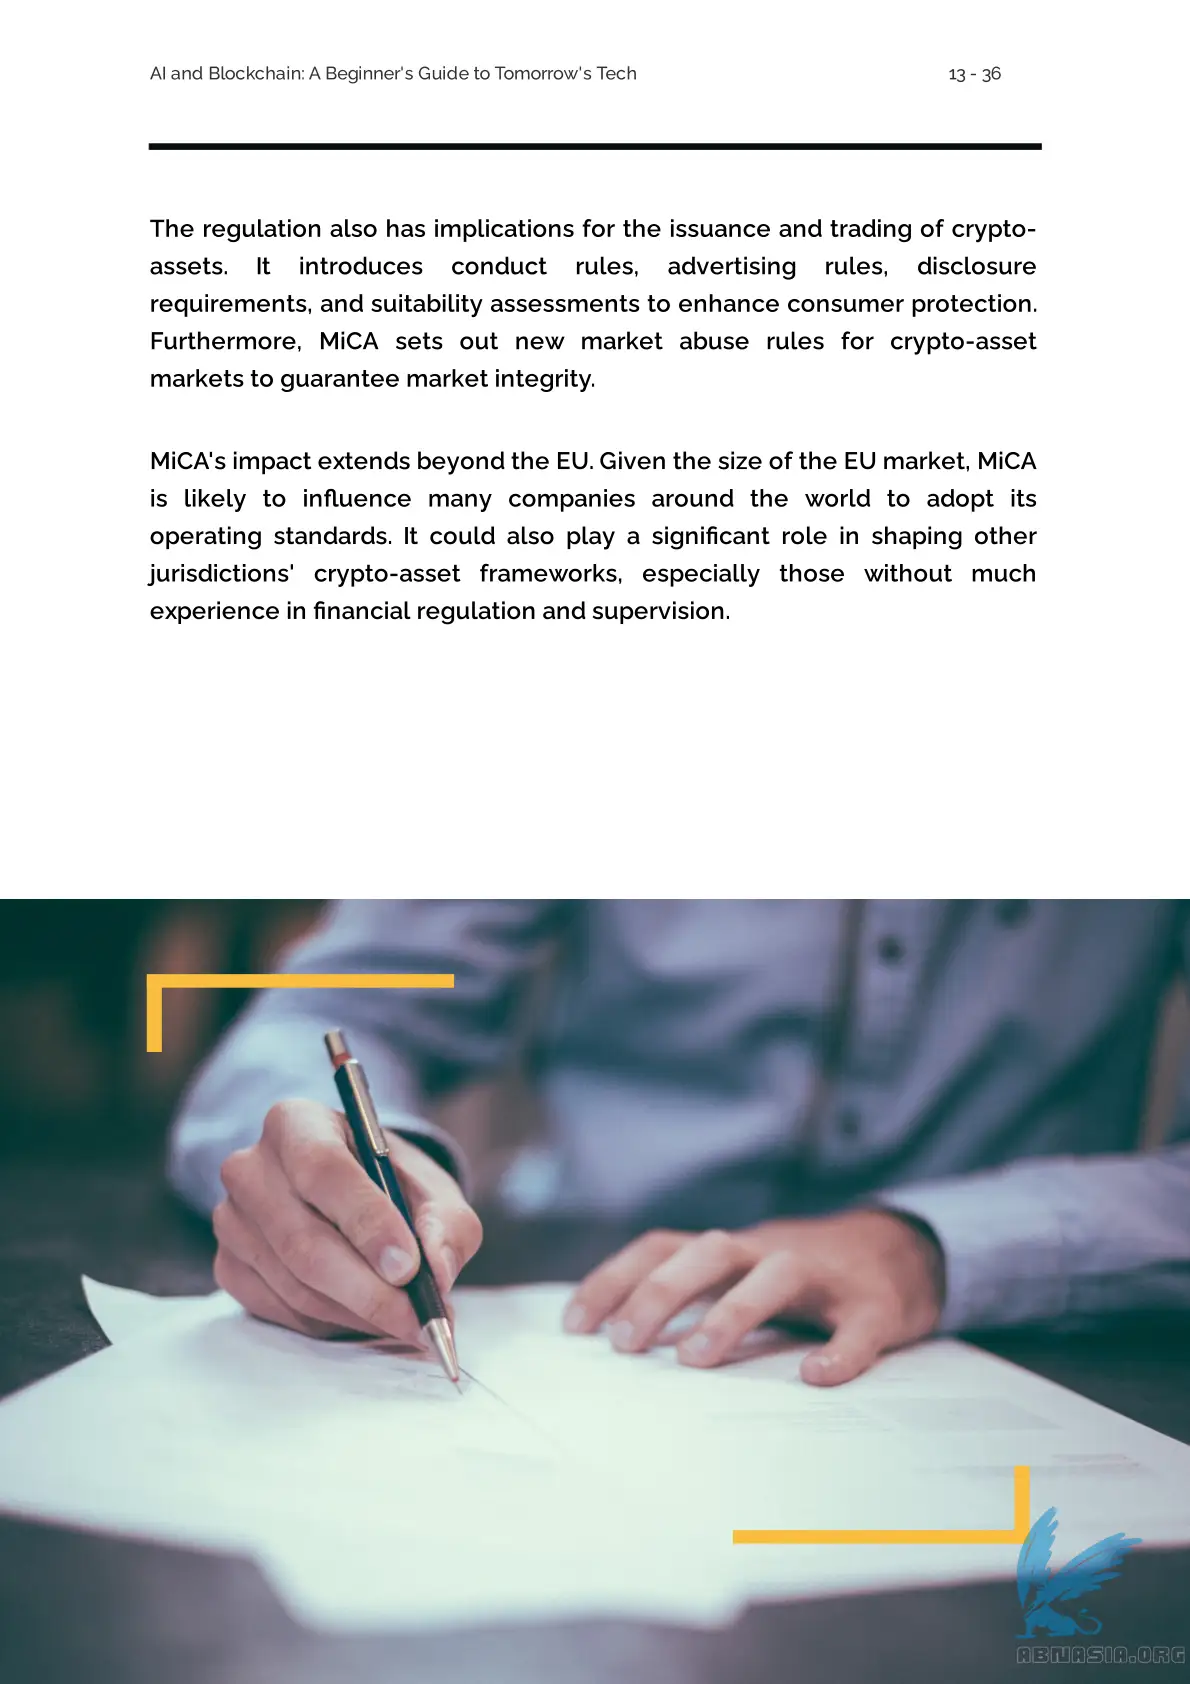 AI and Blockchain: A Beginner's Guide to Tomorrow's Tech
13 - 36
The regulation also has implications for the issuance and trading of crypto-
assets. It introduces conduct rules, advertising rules, disclosure
requirements, and suitability assessments to enhance consumer protection.
Furthermore, MiCA sets out new market abuse rules for crypto-asset
markets to guarantee market integrity.
MiCA's impact extends beyond the EU. Given the size of the EU market, MiCA
is likely to influence many companies around the world to adopt its
operating standards. It could also play a significant role in shaping other
jurisdictions' crypto-asset frameworks, especially those without much
experience in financial regulation and supervision.
ABNASIA.ORG